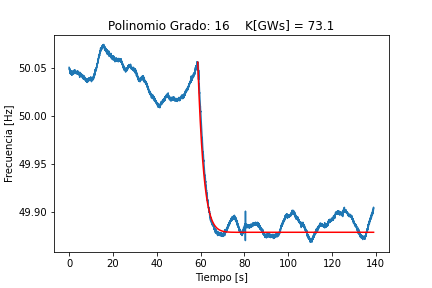 Polinomio Grado: 16    K[GWs] = 73.1
Frecuencia [Hz]
50.05
50.00
49.95
49.90
0 20 40 60 80 100 120 140
Tiempo [s]